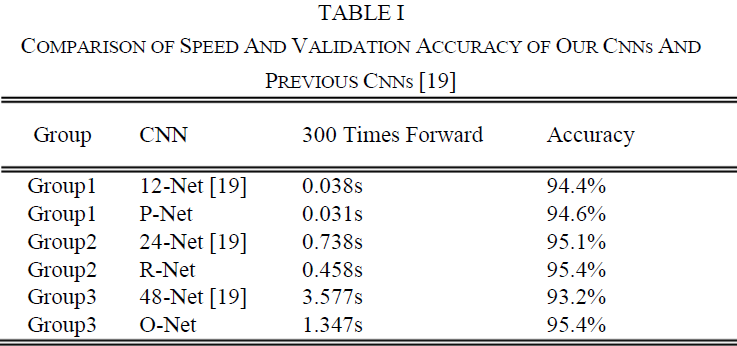 TABLE I
COMPARISON OF SPEED AND VALIDATION ACCURACY OF OUR CNNS AND
PREVIOUS CNNS [19]
Group CNN 300 Times Forward Accuracy
Group1 12-Net [19] 0.038s 94.4%
Group1 P-Net 0.031s 94.6%
Group2 24-Net [19] 0.738s 95.1%
Group2 R-Net 0.458s 95.4%
Group3 48-Net [19] 3.577s 93.2%
Group3 O-Net 1.347s 95.4%